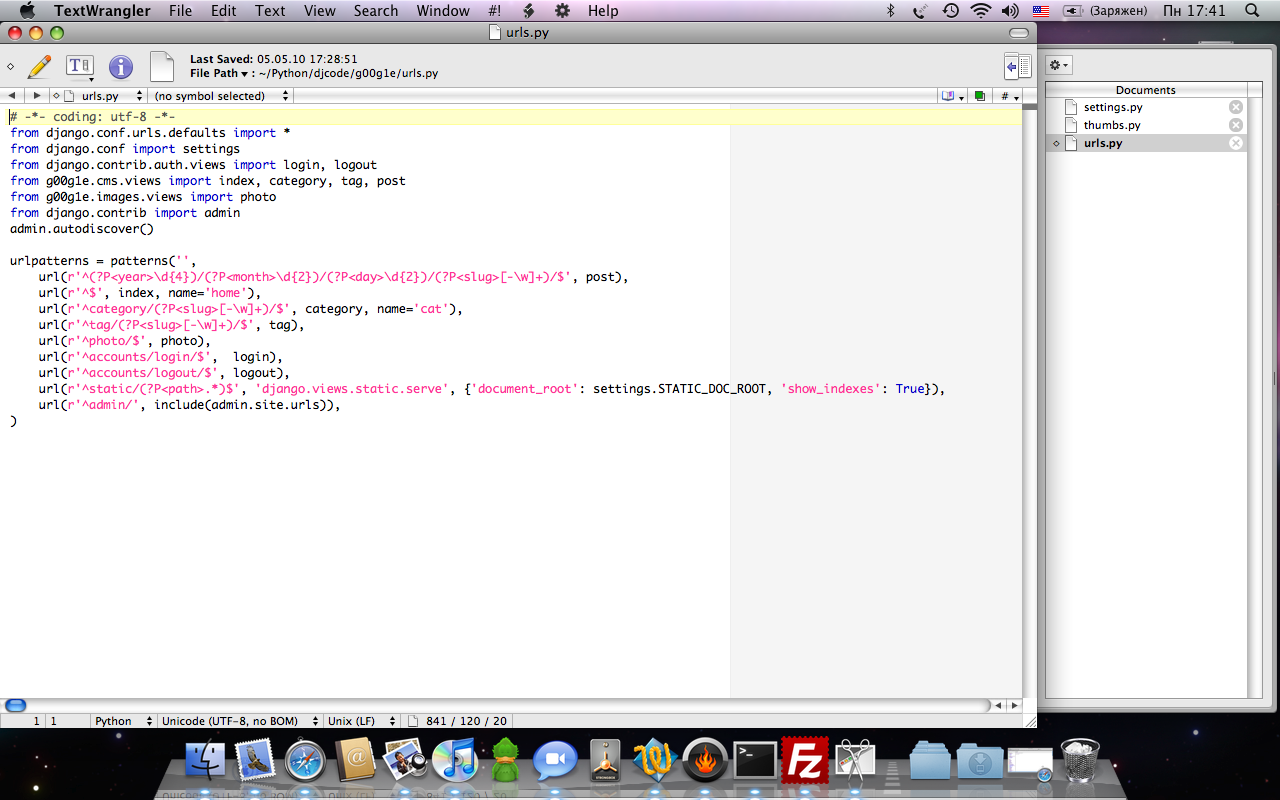 TextWrangler File Edit Text View Search Window #! Help (Заряжен) Пн 17:41
urls.py
Last Saved: 05.05.10 17:28:51
File Path ▾ : ~/Python/djcode/g00g1e/urls.py
urls.py (no symbol selected) #
# -*- coding: utf-8 -*-
from django.conf.urls.defaults import *
from django.conf import settings
from django.contrib.auth.views import login, logout
from g00g1e.cms.views import index, category, tag, post
from g00g1e.images.views import photo
from django.contrib import admin
admin.autodiscover()
urlpatterns = patterns('',
    url(r'^(?P<year>\d{4})/(?P<month>\d{2})/(?P<day>\d{2})/(?P<slug>[-\w]+)/$', post),
    url(r'^$', index, name='home'),
    url(r'^category/(?P<slug>[-\w]+)/$', category, name='cat'),
    url(r'^tag/(?P<slug>[-\w]+)/$', tag),
    url(r'^photo/$', photo),
    url(r'^accounts/login/$',  login),
    url(r'^accounts/logout/$', logout),
    url(r'^static/(?P<path>.*)$', 'django.views.static.serve', {'document_root': settings.STATIC_DOC_ROOT, 'show_indexes': True}),
    url(r'^admin/', include(admin.site.urls)),
)
1 1 Python Unicode (UTF-8, no BOM) Unix (LF) 841 / 120 / 20
Documents
settings.py
thumbs.py
urls.py